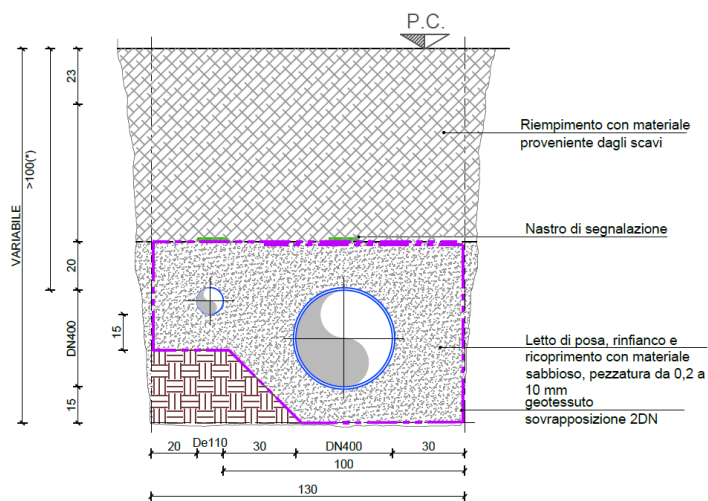 P.C.
23
>100(*)
VARIABILE
20
DN400
15
15
Riempimento con materiale
proveniente dagli scavi
Nastro di segnalazione
Letto di posa, rinfianco e
ricoprimento con materiale
sabbioso, pezzatura da 0,2 a
10 mm
geotessuto
sovrapposizione 2DN
20
De110
30
DN400
30
100
130